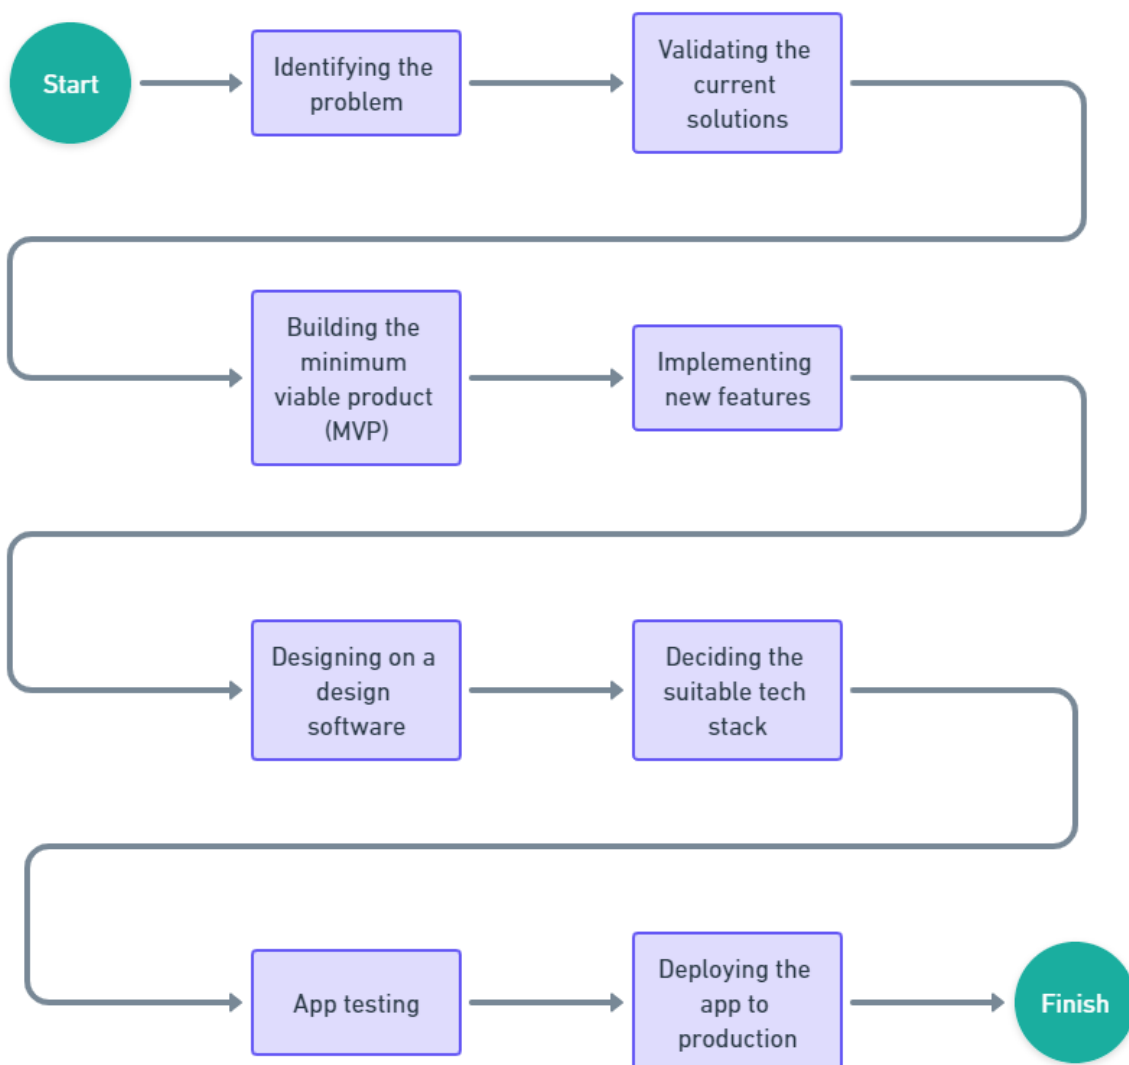 Start
Identifying the
problem
Validating the
current
solutions
Building the
minimum
viable product
(MVP)
Implementing
new features
Designing on a
design
software
Deciding the
suitable tech
stack
App testing
Deploying the
app to
production
Finish